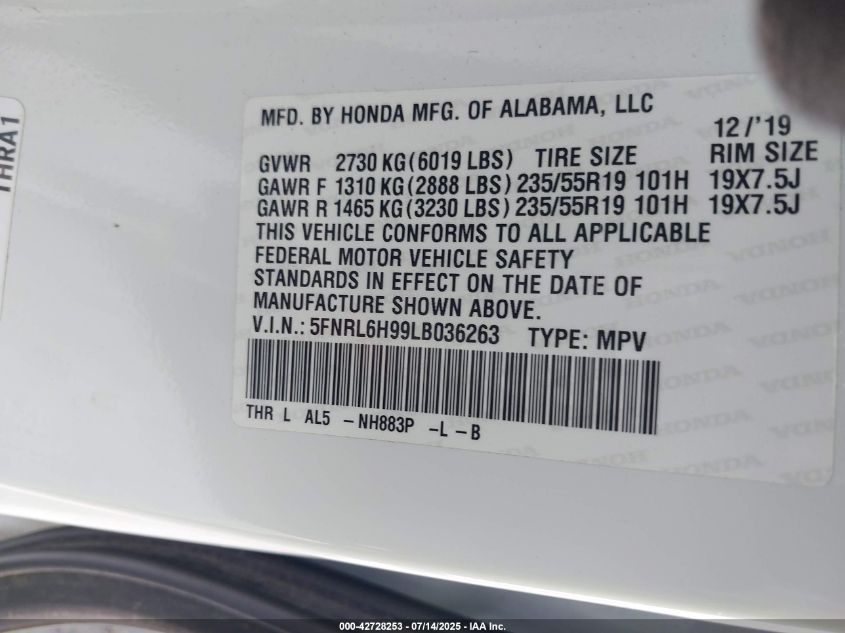 THRA1
MFD. BY HONDA MFG. OF ALABAMA, LLC
12/'19
GVWR 2730 KG(6019 LBS) TIRE SIZE RIM SIZE
GAWR F 1310 KG(2888 LBS) 235/55R19 101H 19X7.5J
GAWR R 1465 KG(3230 LBS) 235/55R19 101H 19X7.5J
THIS VEHICLE CONFORMS TO ALL APPLICABLE
FEDERAL MOTOR VEHICLE SAFETY
STANDARDS IN EFFECT ON THE DATE OF
MANUFACTURE SHOWN ABOVE.
V.I.N.: 5FNRL6H99LB036263 TYPE: MPV
THR L AL5 -NH883P -L -B
000-42728253 - 07/14/2025 - IAA Inc.